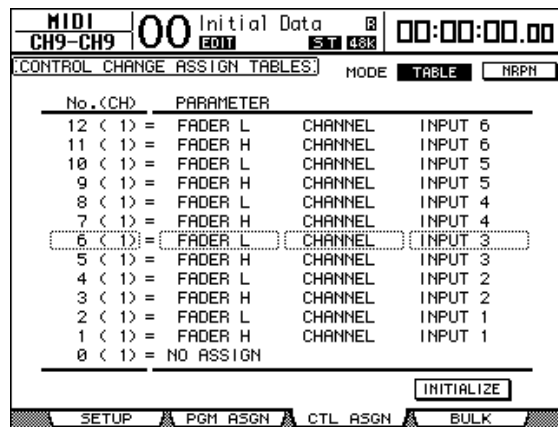 MIDI
CH9-CH9
00 Initial Data R
EDIT ST 48k
00:00:00.00
CONTROL CHANGE ASSIGN TABLES. MODE TABLE NRPN
No.(CH) PARAMETER
12 ( 1) = FADER L CHANNEL INPUT 6
11 ( 1) = FADER H CHANNEL INPUT 6
10 ( 1) = FADER L CHANNEL INPUT 5
9 ( 1) = FADER H CHANNEL INPUT 5
8 ( 1) = FADER L CHANNEL INPUT 4
7 ( 1) = FADER H CHANNEL INPUT 4
6 ( 1) = FADER L CHANNEL INPUT 3
5 ( 1) = FADER H CHANNEL INPUT 3
4 ( 1) = FADER L CHANNEL INPUT 2
3 ( 1) = FADER H CHANNEL INPUT 2
2 ( 1) = FADER L CHANNEL INPUT 1
1 ( 1) = FADER H CHANNEL INPUT 1
0 ( 1) = NO ASSIGN
INITIALIZE
SETUP PGM ASGN CTL ASGN BULK